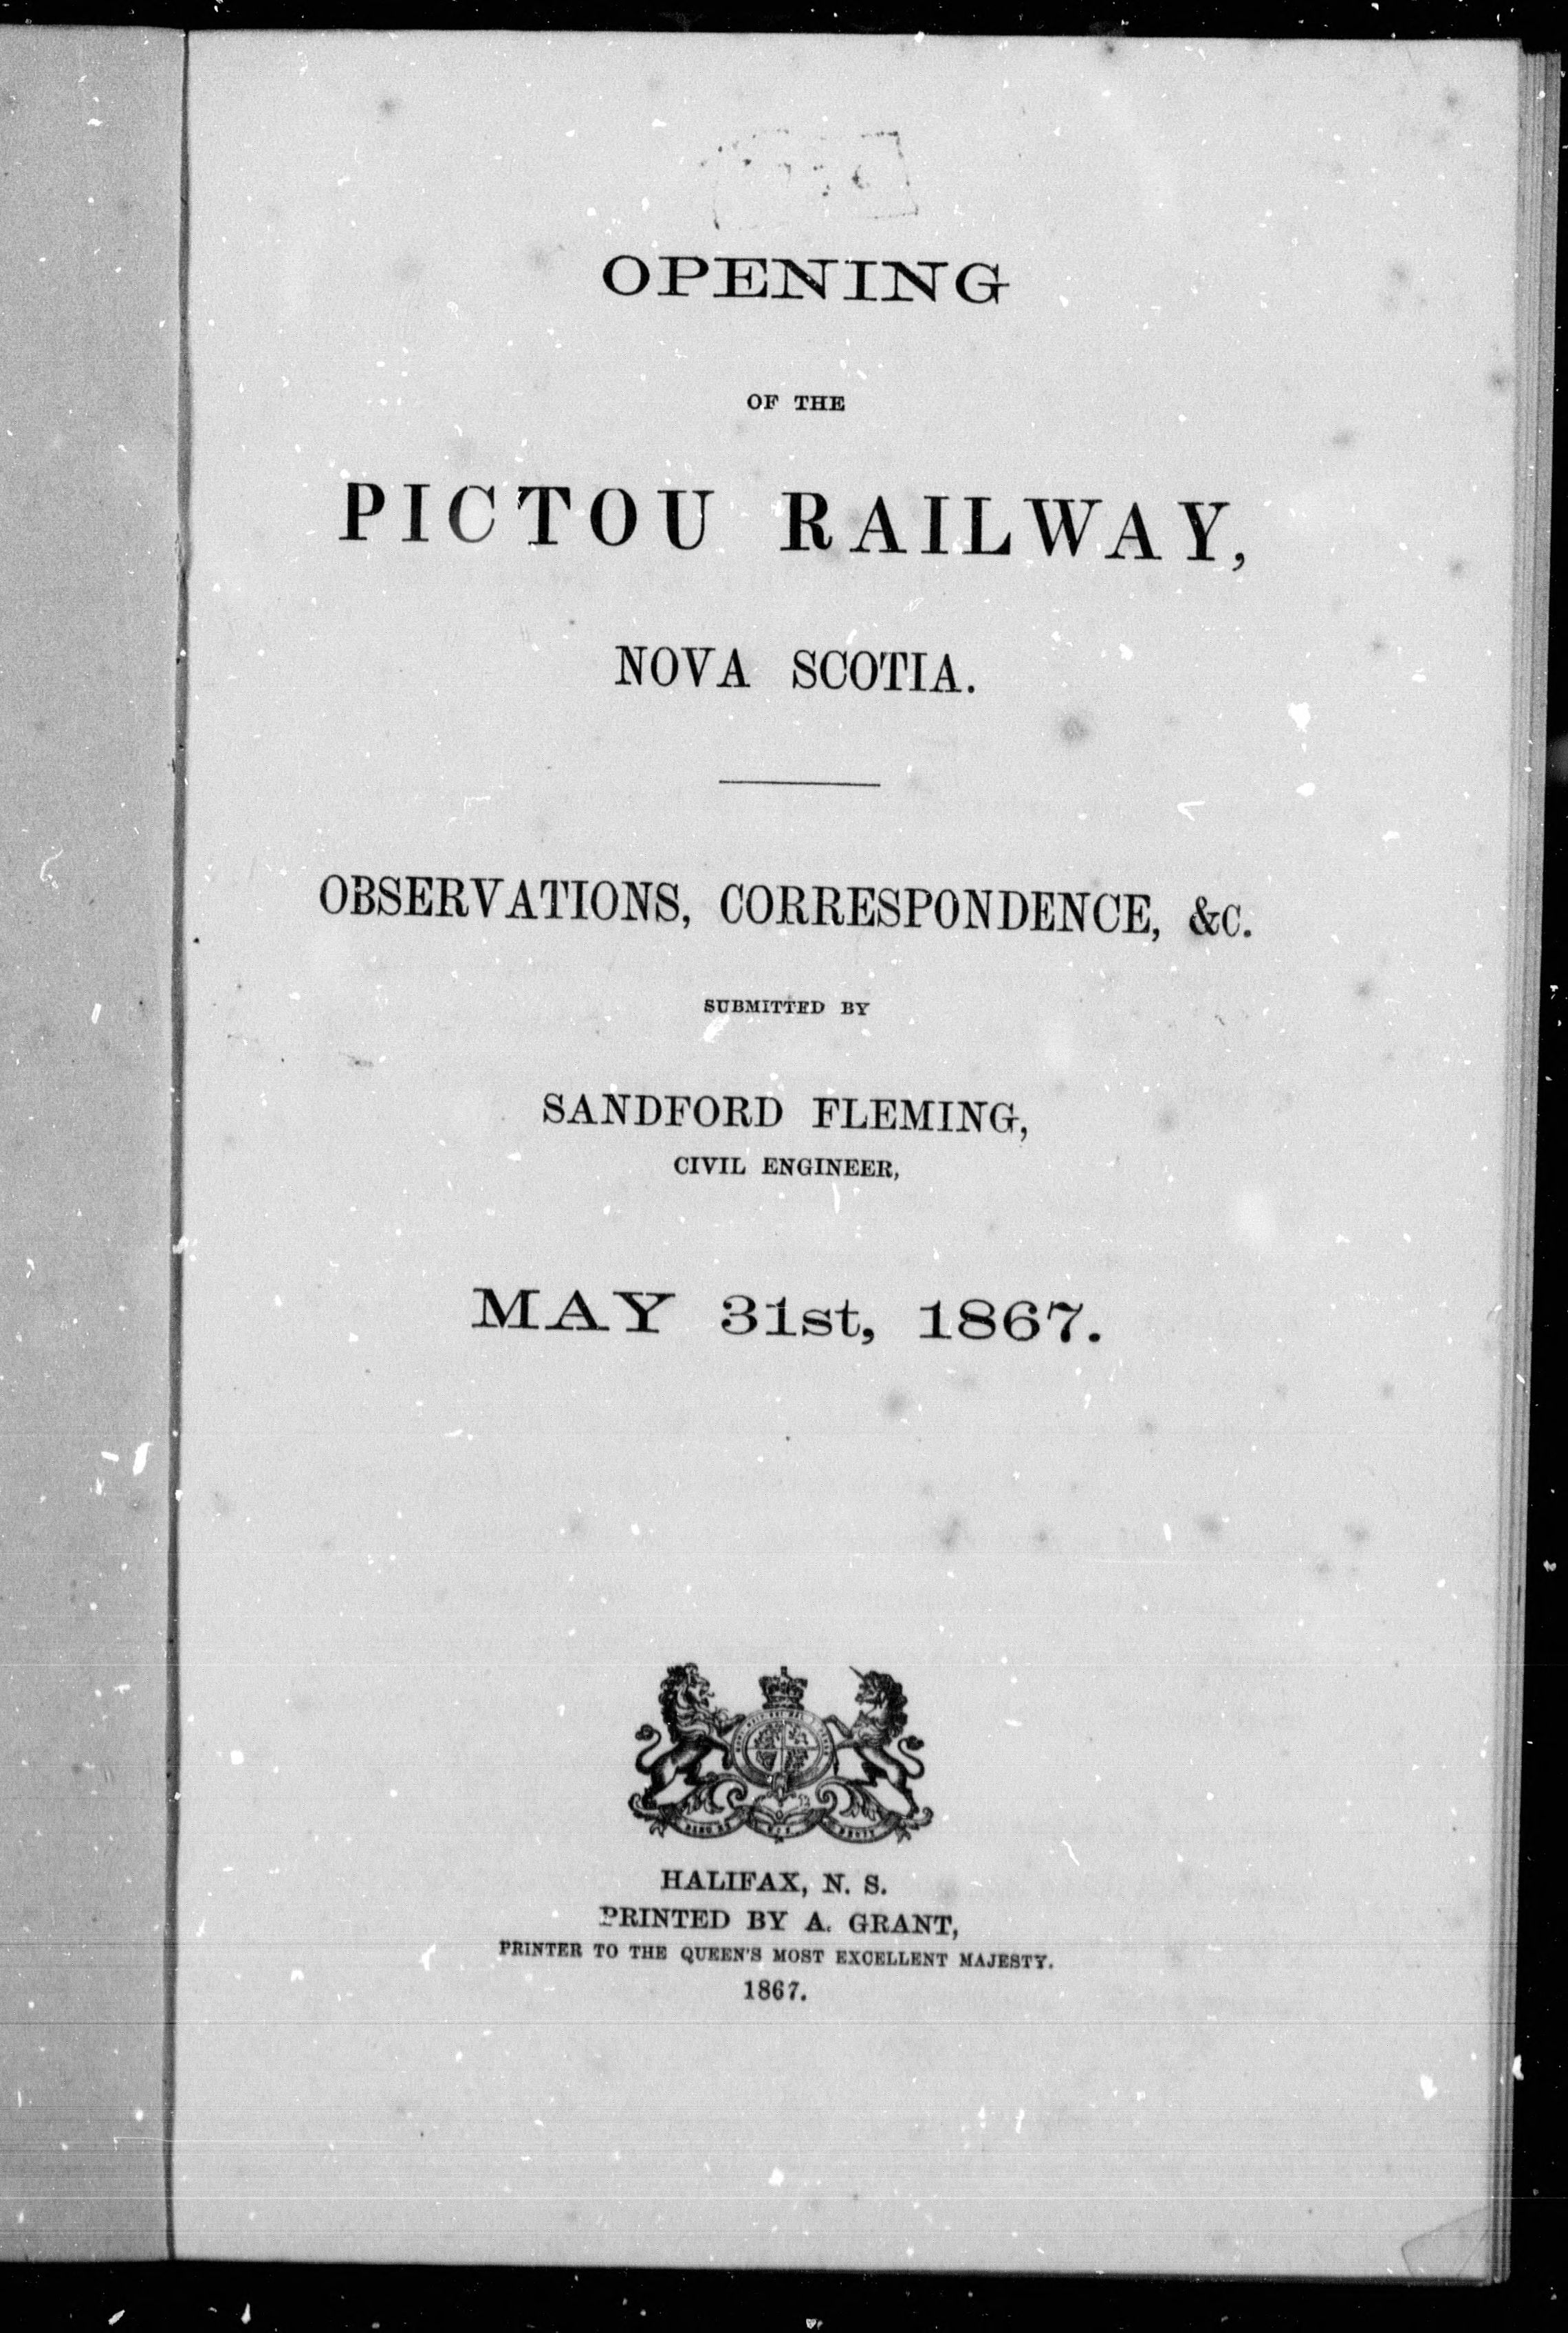 OPENING
OF THE
PICTOU RAILWAY,
NOVA SCOTIA.
OBSERVATIONS, CORRESPONDENCE, &C.
SUBMITTED BY
SANDFORD FLEMING,
CIVIL ENGINEER,
MAY 31st, 1867.
HALIFAX, N. S.
PRINTED BY A. GRANT,
PRINTER TO THE QUEEN'S MOST EXCELLENT MAJESTY.
1867.